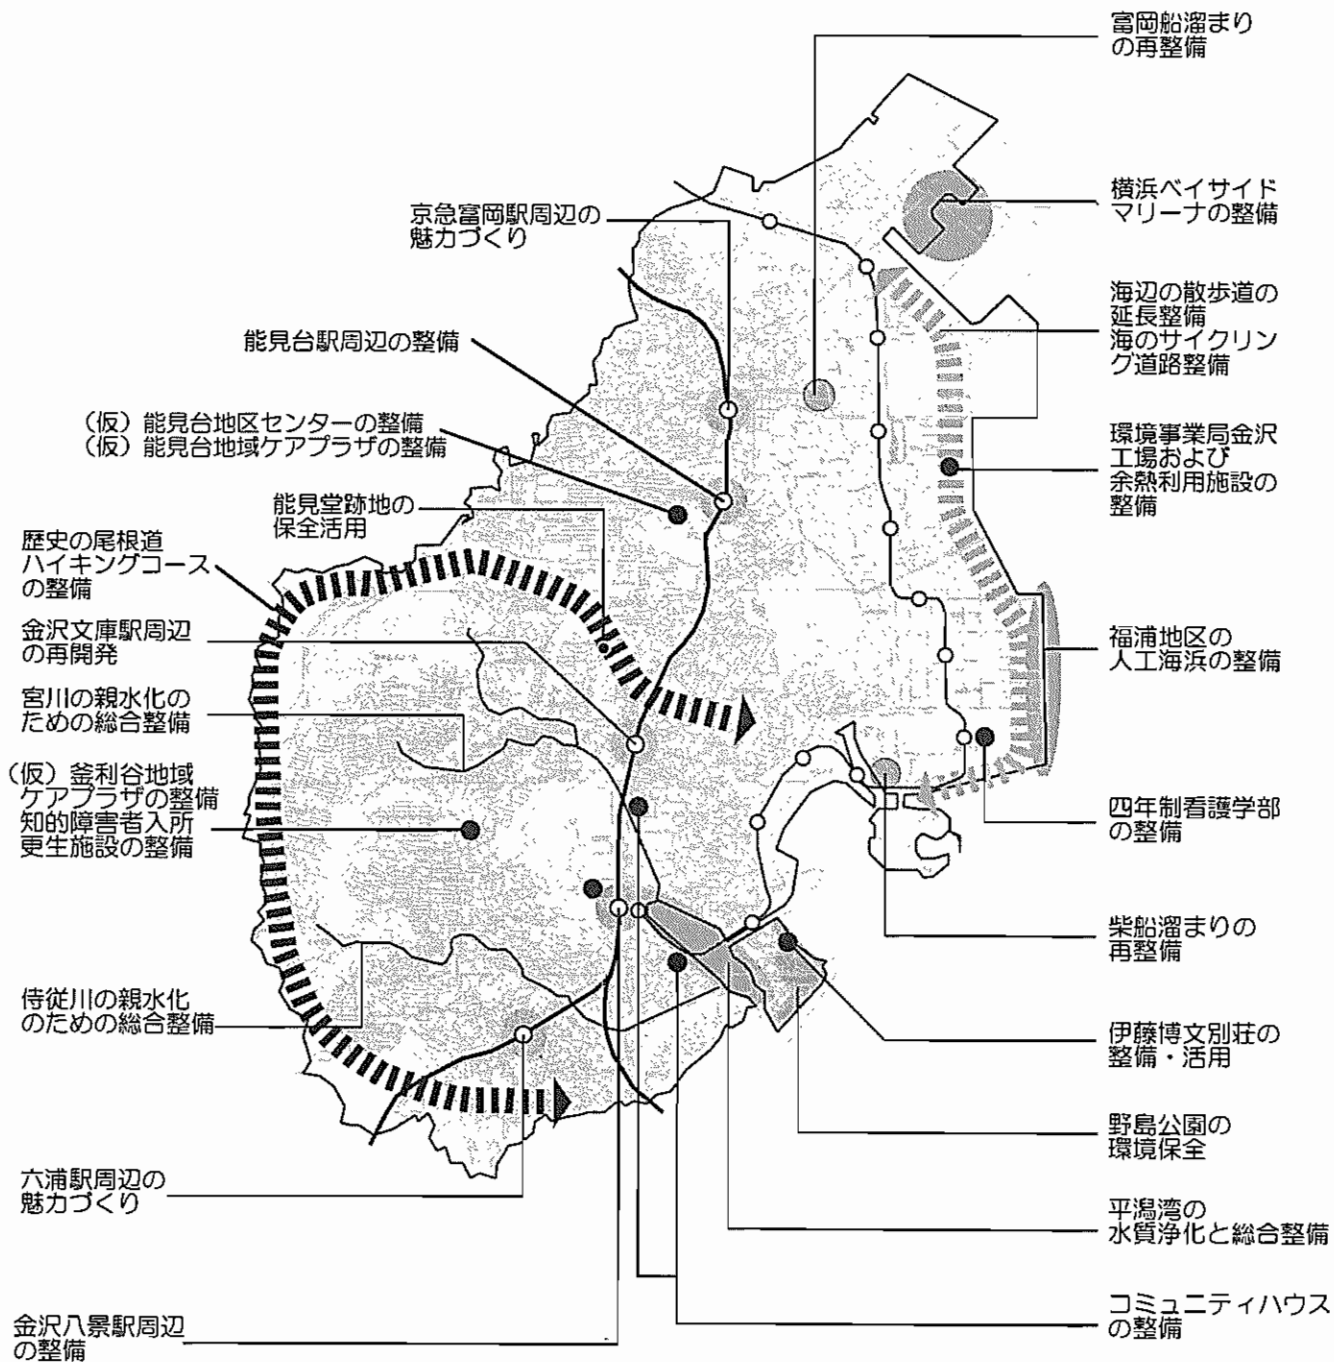 富岡船溜まり
の再整備
横浜ベイサイド
マリーナの整備
京急富岡駅周辺の
魅力づくり
海辺の散歩道の
延長整備
海のサイクリン
グ道路整備
能見台駅周辺の整備
(仮)能見台地区センターの整備
(仮)能見台地域ケアプラザの整備
環境事業局金沢
工場および
余熱利用施設の
整備
能見堂跡地の
保全活用
歴史の尾根道
ハイキングコース
の整備
金沢文庫駅周辺
の再開発
福浦地区の
人工海浜の整備
宮川の親水化の
ための総合整備
(仮)釜利谷地域
ケアプラザの整備
知的障害者入所
更生施設の整備
四年制看護学部
の整備
柴船溜まりの
再整備
侍従川の親水化
のための総合整備
伊藤博文別荘の
整備・活用
野島公園の
環境保全
六浦駅周辺の
魅力づくり
平潟湾の
水質浄化と総合整備
コミュニティハウス
の整備
金沢八景駅周辺
の整備